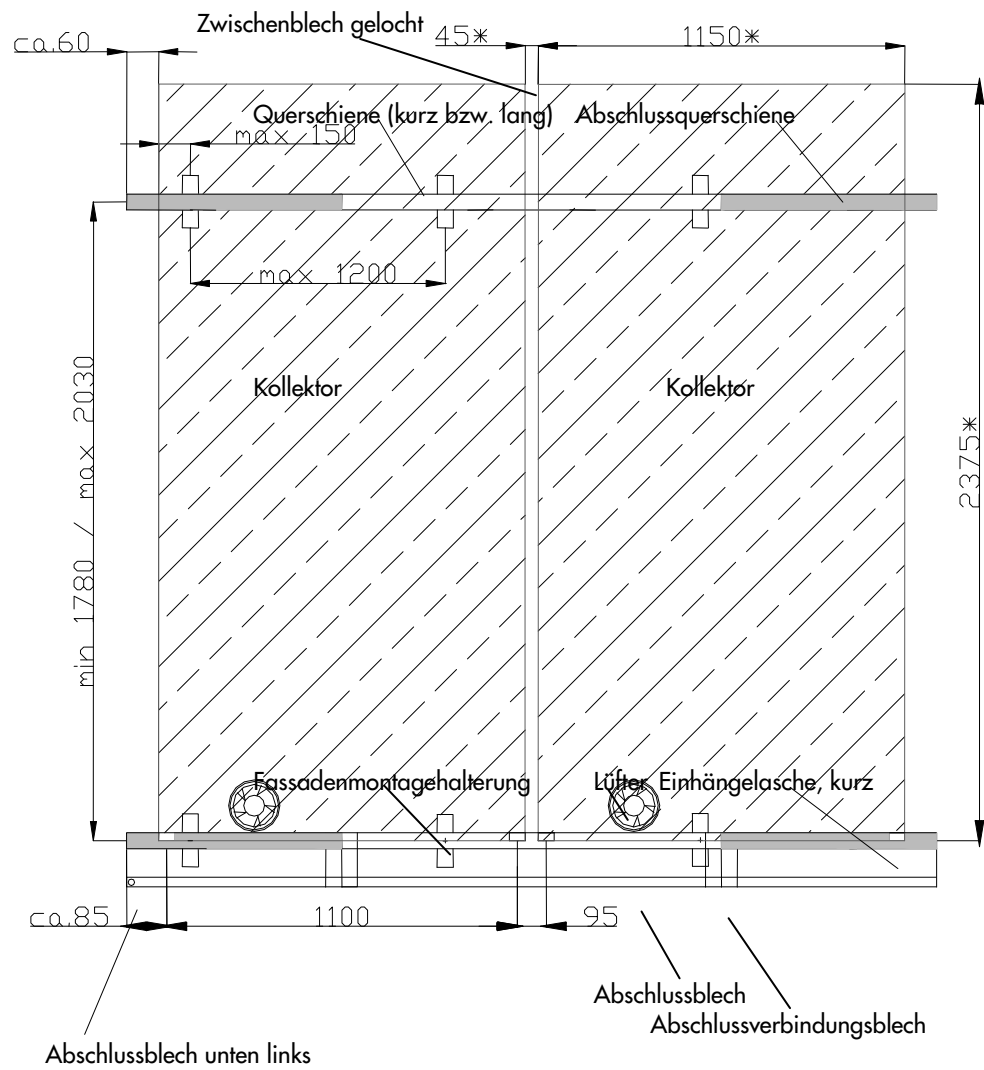 Zwischenblech gelocht
ca.60
45*
1150*
Querschiene (kurz bzw. lang)
Abschlussquerschiene
max 150
max 1200
min 1780 / max 2030
Kollektor
Kollektor
2375*
Fassadenmontagehalterung
Lüfter
Einhängelasche, kurz
ca.85
1100
95
Abschlussblech
Abschlussverbindungsblech
Abschlussblech unten links